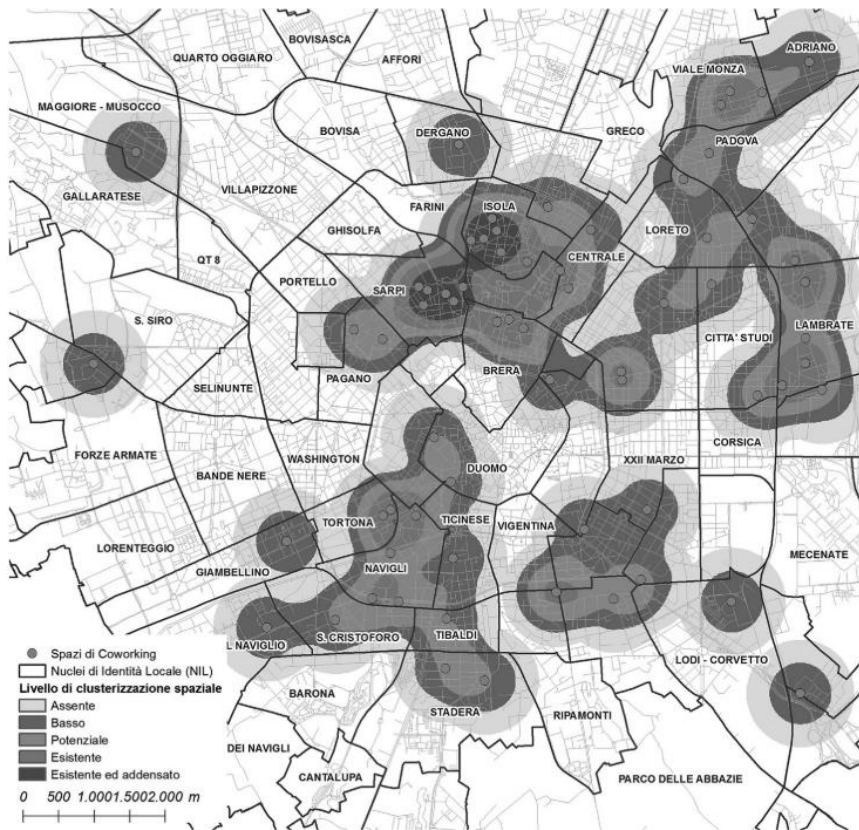 BOVISASCA
ADRIANO
QUARTO OGGIARO
AFFORI
VIALE MONZA
MAGGIORE - MUSOCCO
BOVISA
DERGANO
GRECO
PADOVA
GALLARATESE
VILLAPIZZONE
FARINI
ISOLA
GHISOLFA
LORETO
QT 8
CENTRALE
PORTELLO
SARPI
S. SIRO
LAMBRATE
CITTA' STUDI
BRERA
PAGANO
SELINUNTE
CORSICA
FORZE ARMATE
WASHINGTON
DUOMO
XXII MARZO
BANDE NERE
TORTONA
TICINESE
VIGENTINA
LORENTEGGIO
MECENATE
GIAMBELLINO
NAVIGLI
L NAVIGLIO
S. CRISTOFORO
TIBALDI
LODI - CORVETTO
BARONA
STADERA
RIPAMONTI
DEI NAVIGLI
CANTALUPA
PARCO DELLE ABBAZIE
Spazi di Coworking
Nuclei di Identità Locale (NIL)
Livello di clusterizzazione spaziale
Assente
Basso
Potenziale
Esistente
Esistente ed addensato
0 500 1.000 1.500 2.000 m